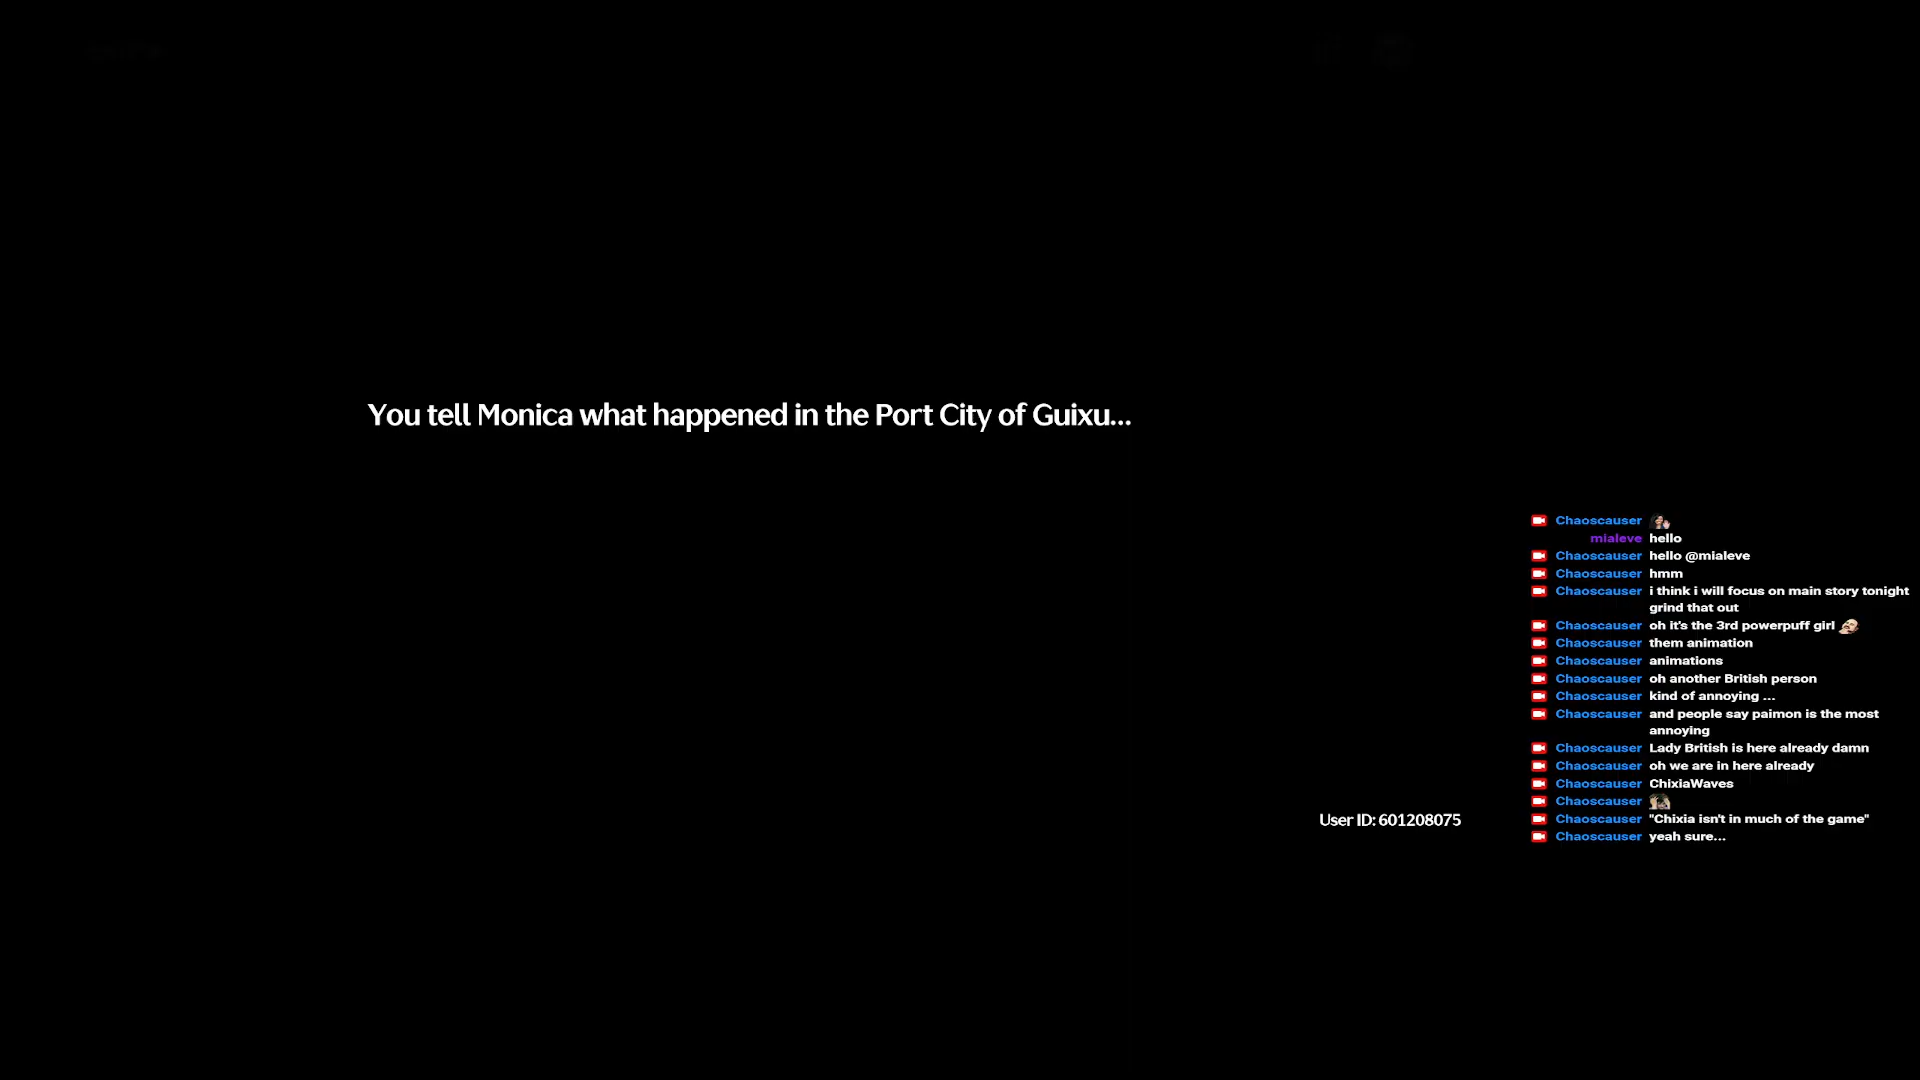 You tell Monica what happened in the Port City of Guixu...
Chaoscauser
mialeve hello
Chaoscauser hello @mialeve
Chaoscauser hmm
Chaoscauser i think i will focus on main story tonight
grind that out
Chaoscauser oh it's the 3rd powerpuff girl
Chaoscauser them animation
Chaoscauser animations
Chaoscauser oh another British person
Chaoscauser kind of annoying ...
Chaoscauser and people say paimon is the most
annoying
Chaoscauser Lady British is here already damn
Chaoscauser oh we are in here already
Chaoscauser ChixiaWaves
Chaoscauser
Chaoscauser "Chixia isn't in much of the game"
Chaoscauser yeah sure...
User ID: 601208075